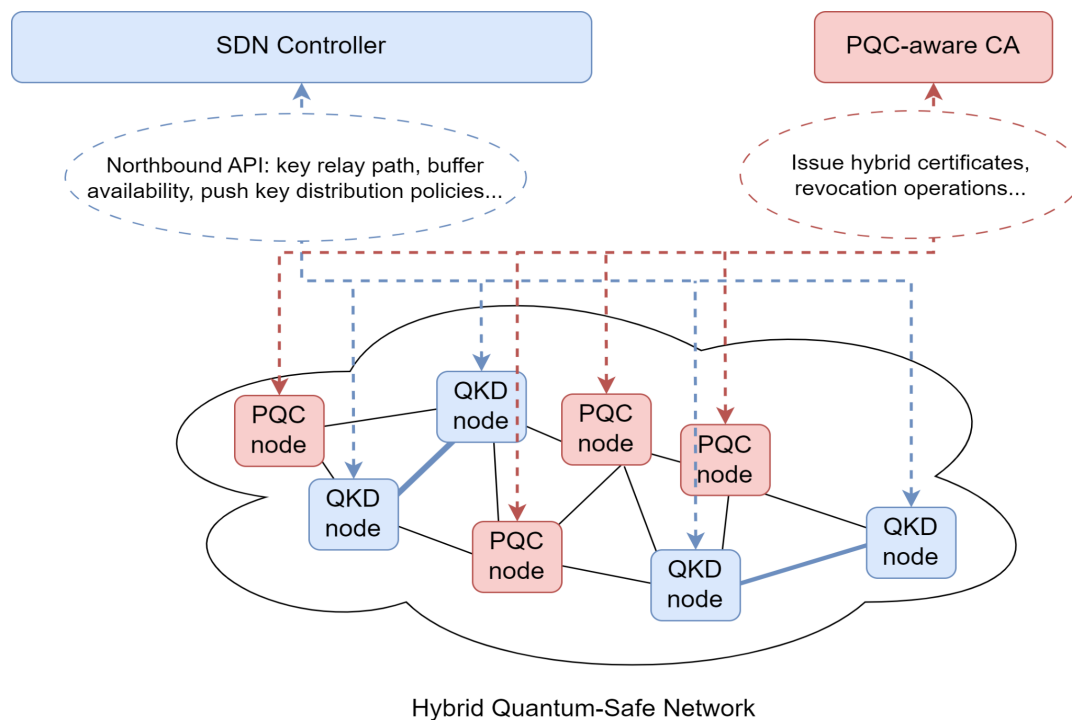 SDN Controller
PQC-aware CA
Northbound API: key relay path, buffer
availability, push key distribution policies...
Issue hybrid certificates,
revocation operations...
PQC
node
QKD
node
PQC
node
PQC
node
QKD
node
QKD
node
PQC
node
QKD
node
Hybrid Quantum-Safe Network